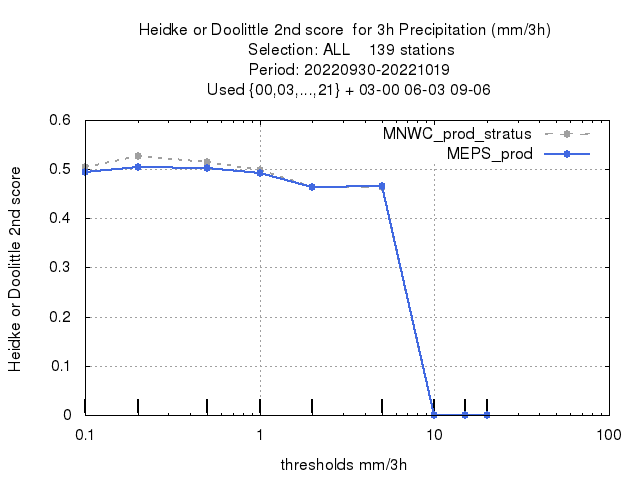 Heidke or Doolittle 2nd score  for 3h Precipitation (mm/3h)
Selection: ALL    139 stations
Period: 20220930-20221019
Used {00,03,...,21} + 03-00 06-03 09-06
MNWC_prod_stratus
MEPS_prod
Heidke or Doolittle 2nd score
0.6
0.5
0.4
0.3
0.2
0.1
0
0.1 1 10 100
thresholds mm/3h